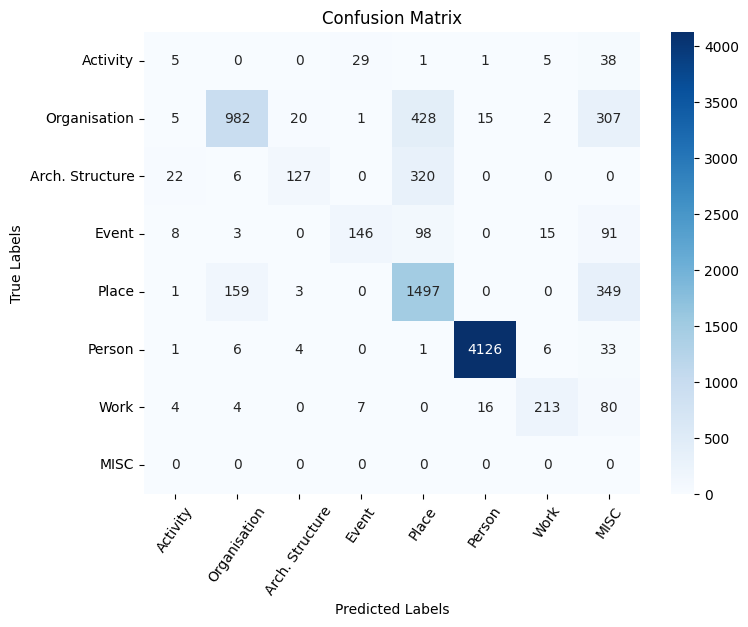 Confusion Matrix
Activity 5 0 0 29 1 1 5 38
Organisation 5 982 20 1 428 15 2 307
Arch. Structure 22 6 127 0 320 0 0 0
Event 8 3 0 146 98 0 15 91
Place 1 159 3 0 1497 0 0 349
Person 1 6 4 0 1 4126 6 33
Work 4 4 0 7 0 16 213 80
MISC 0 0 0 0 0 0 0 0
Activity Organisation Arch. Structure Event Place Person Work MISC
Predicted Labels
True Labels
4000
3500
3000
2500
2000
1500
1000
500
0